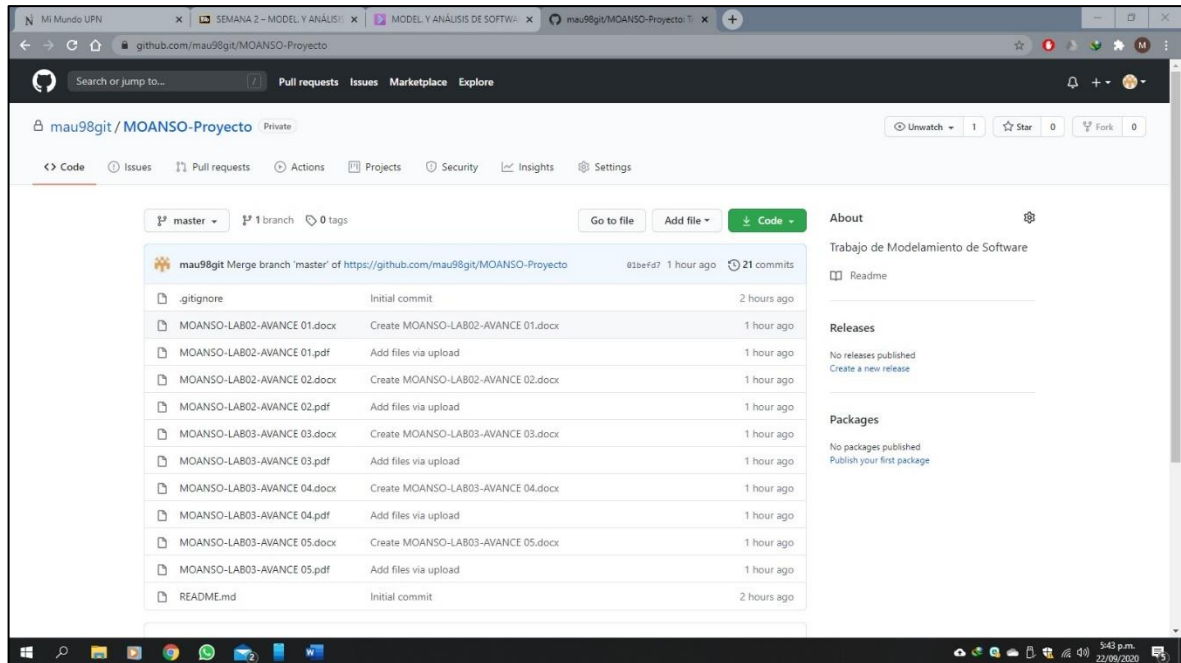 Mi Mundo UPN
SEMANA 2 – MODEL. Y ANÁLISIS
MODEL. Y ANÁLISIS DE SOFTWA
mau98git/MOANSO-Proyecto: T
github.com/mau98git/MOANSO-Proyecto
M
Search or jump to...
/
Pull requests Issues Marketplace Explore
mau98git / MOANSO-Proyecto Private
Unwatch 1 Star 0 Fork 0
<> Code Issues Pull requests Actions Projects Security Insights Settings
master 1 branch 0 tags Go to file Add file Code
mau98git Merge branch 'master' of https://github.com/mau98git/MOANSO-Proyecto 01befd7 1 hour ago 21 commits
.gitignore Initial commit 2 hours ago
MOANSO-LAB02-AVANCE 01.docx Create MOANSO-LAB02-AVANCE 01.docx 1 hour ago
MOANSO-LAB02-AVANCE 01.pdf Add files via upload 1 hour ago
MOANSO-LAB02-AVANCE 02.docx Create MOANSO-LAB02-AVANCE 02.docx 1 hour ago
MOANSO-LAB02-AVANCE 02.pdf Add files via upload 1 hour ago
MOANSO-LAB03-AVANCE 03.docx Create MOANSO-LAB03-AVANCE 03.docx 1 hour ago
MOANSO-LAB03-AVANCE 03.pdf Add files via upload 1 hour ago
MOANSO-LAB03-AVANCE 04.docx Create MOANSO-LAB03-AVANCE 04.docx 1 hour ago
MOANSO-LAB03-AVANCE 04.pdf Add files via upload 1 hour ago
MOANSO-LAB03-AVANCE 05.docx Create MOANSO-LAB03-AVANCE 05.docx 1 hour ago
MOANSO-LAB03-AVANCE 05.pdf Add files via upload 1 hour ago
README.md Initial commit 2 hours ago
About
Trabajo de Modelamiento de Software
Readme
Releases
No releases published
Create a new release
Packages
No packages published
Publish your first package
5:43 p.m.
22/09/2020